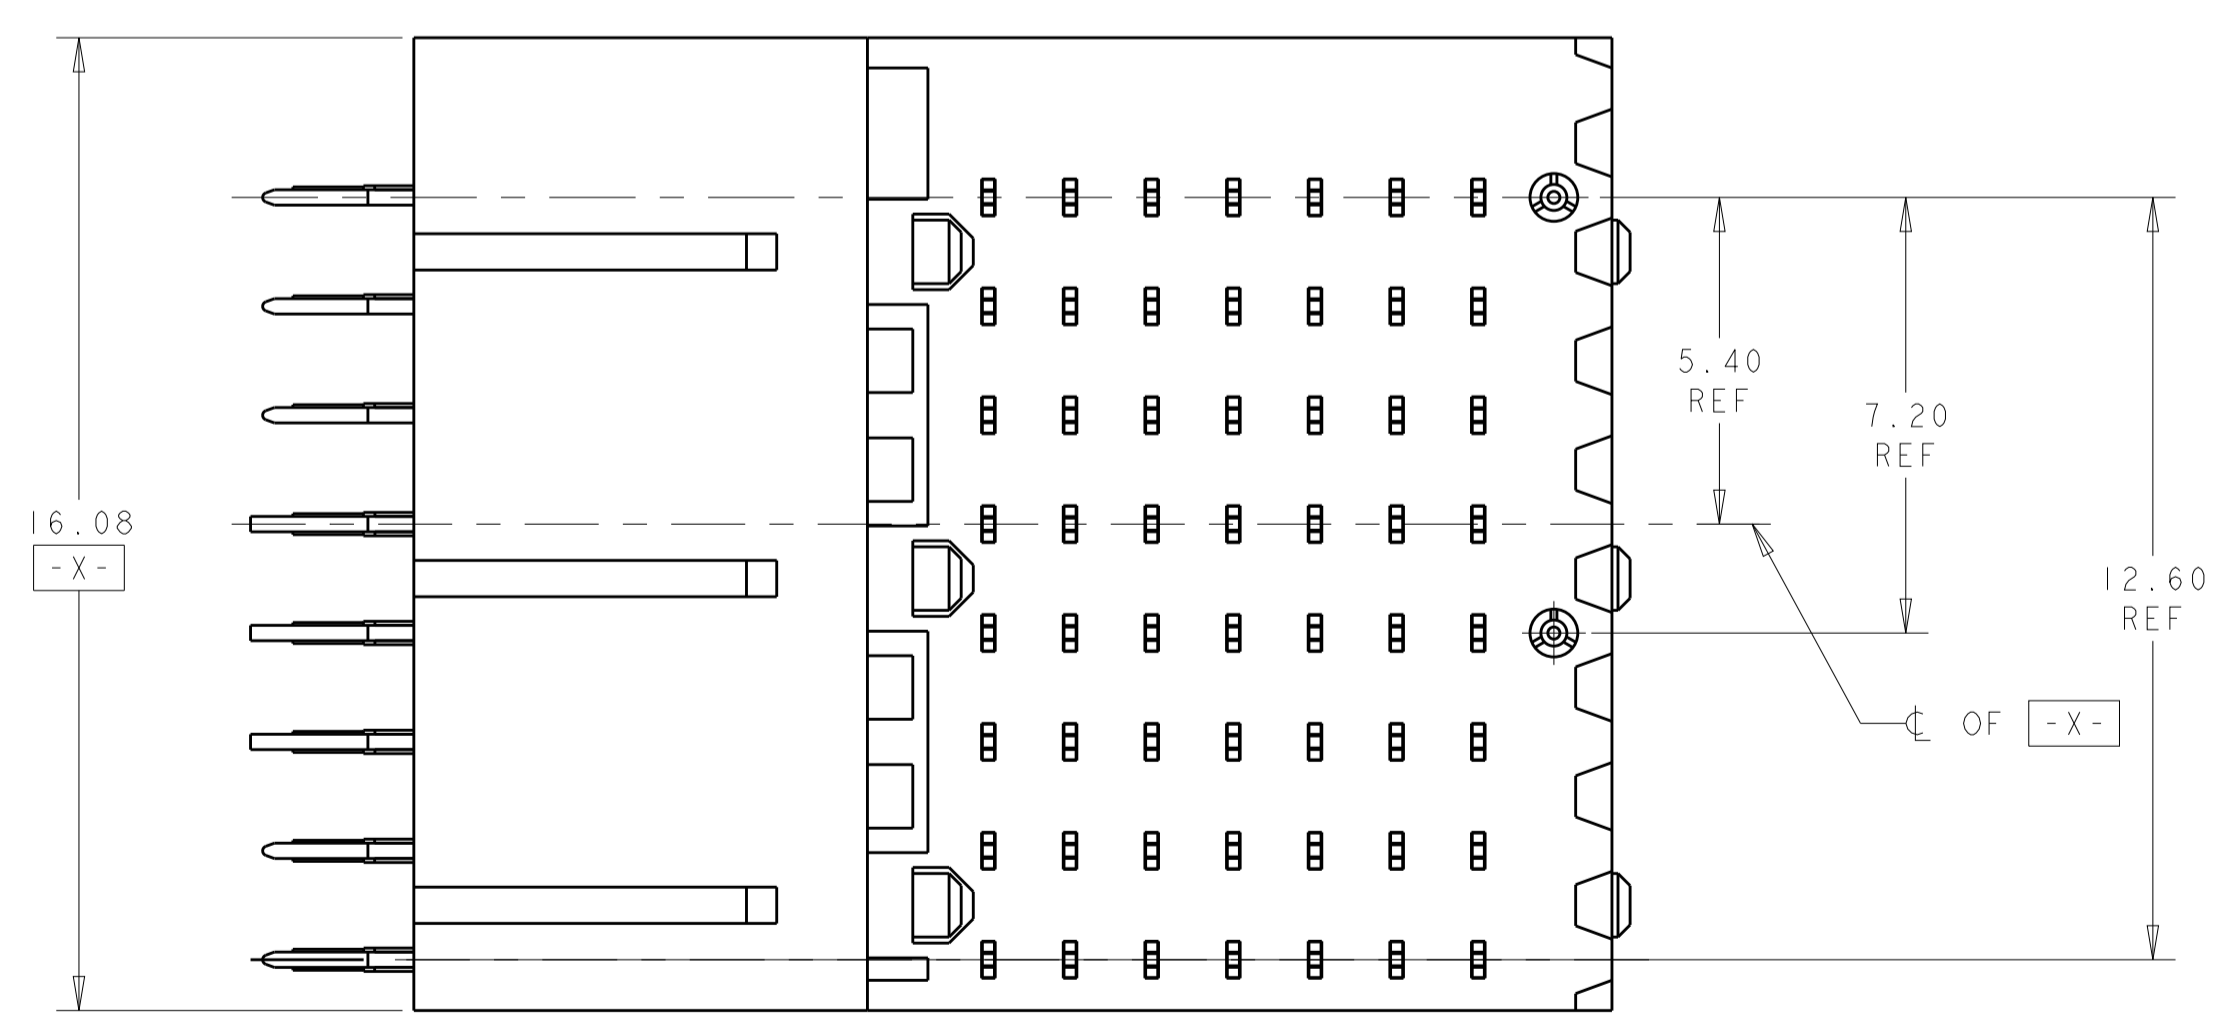 5.40
REF
7.20
REF
16.08
-X-
12.60
REF
℄ OF -X-